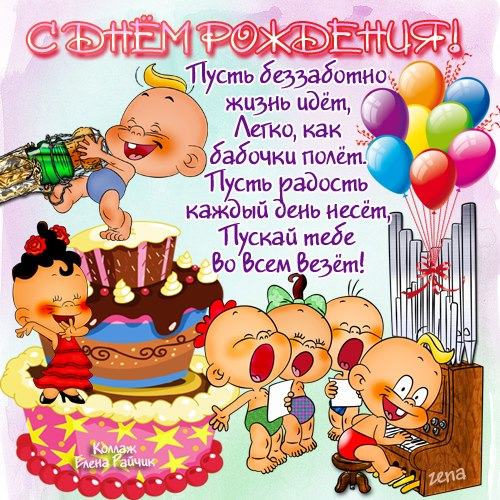 С ДНЁМ РОЖДЕНИЯ!
Пусть беззаботно
жизнь идёт,
Легко, как
бабочки полёт.
Пусть радость
каждый день несёт,
Пускай тебе
во всем везёт!
Коллаж
Елена Райчик
zena